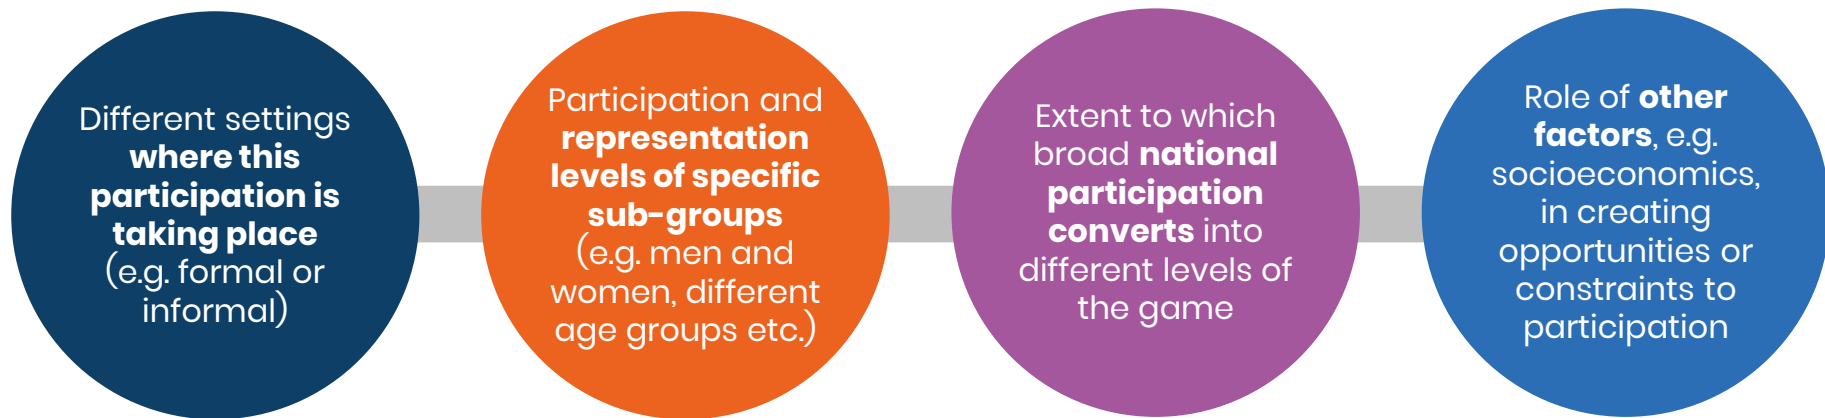 Different settings
where this
participation is
taking place
(e.g. formal or
informal)
Participation and
representation
levels of specific
sub-groups
(e.g. men and
women, different
age groups etc.)
Extent to which
broad national
participation
converts into
different levels of
the game
Role of other
factors, e.g.
socioeconomics,
in creating
opportunities or
constraints to
participation